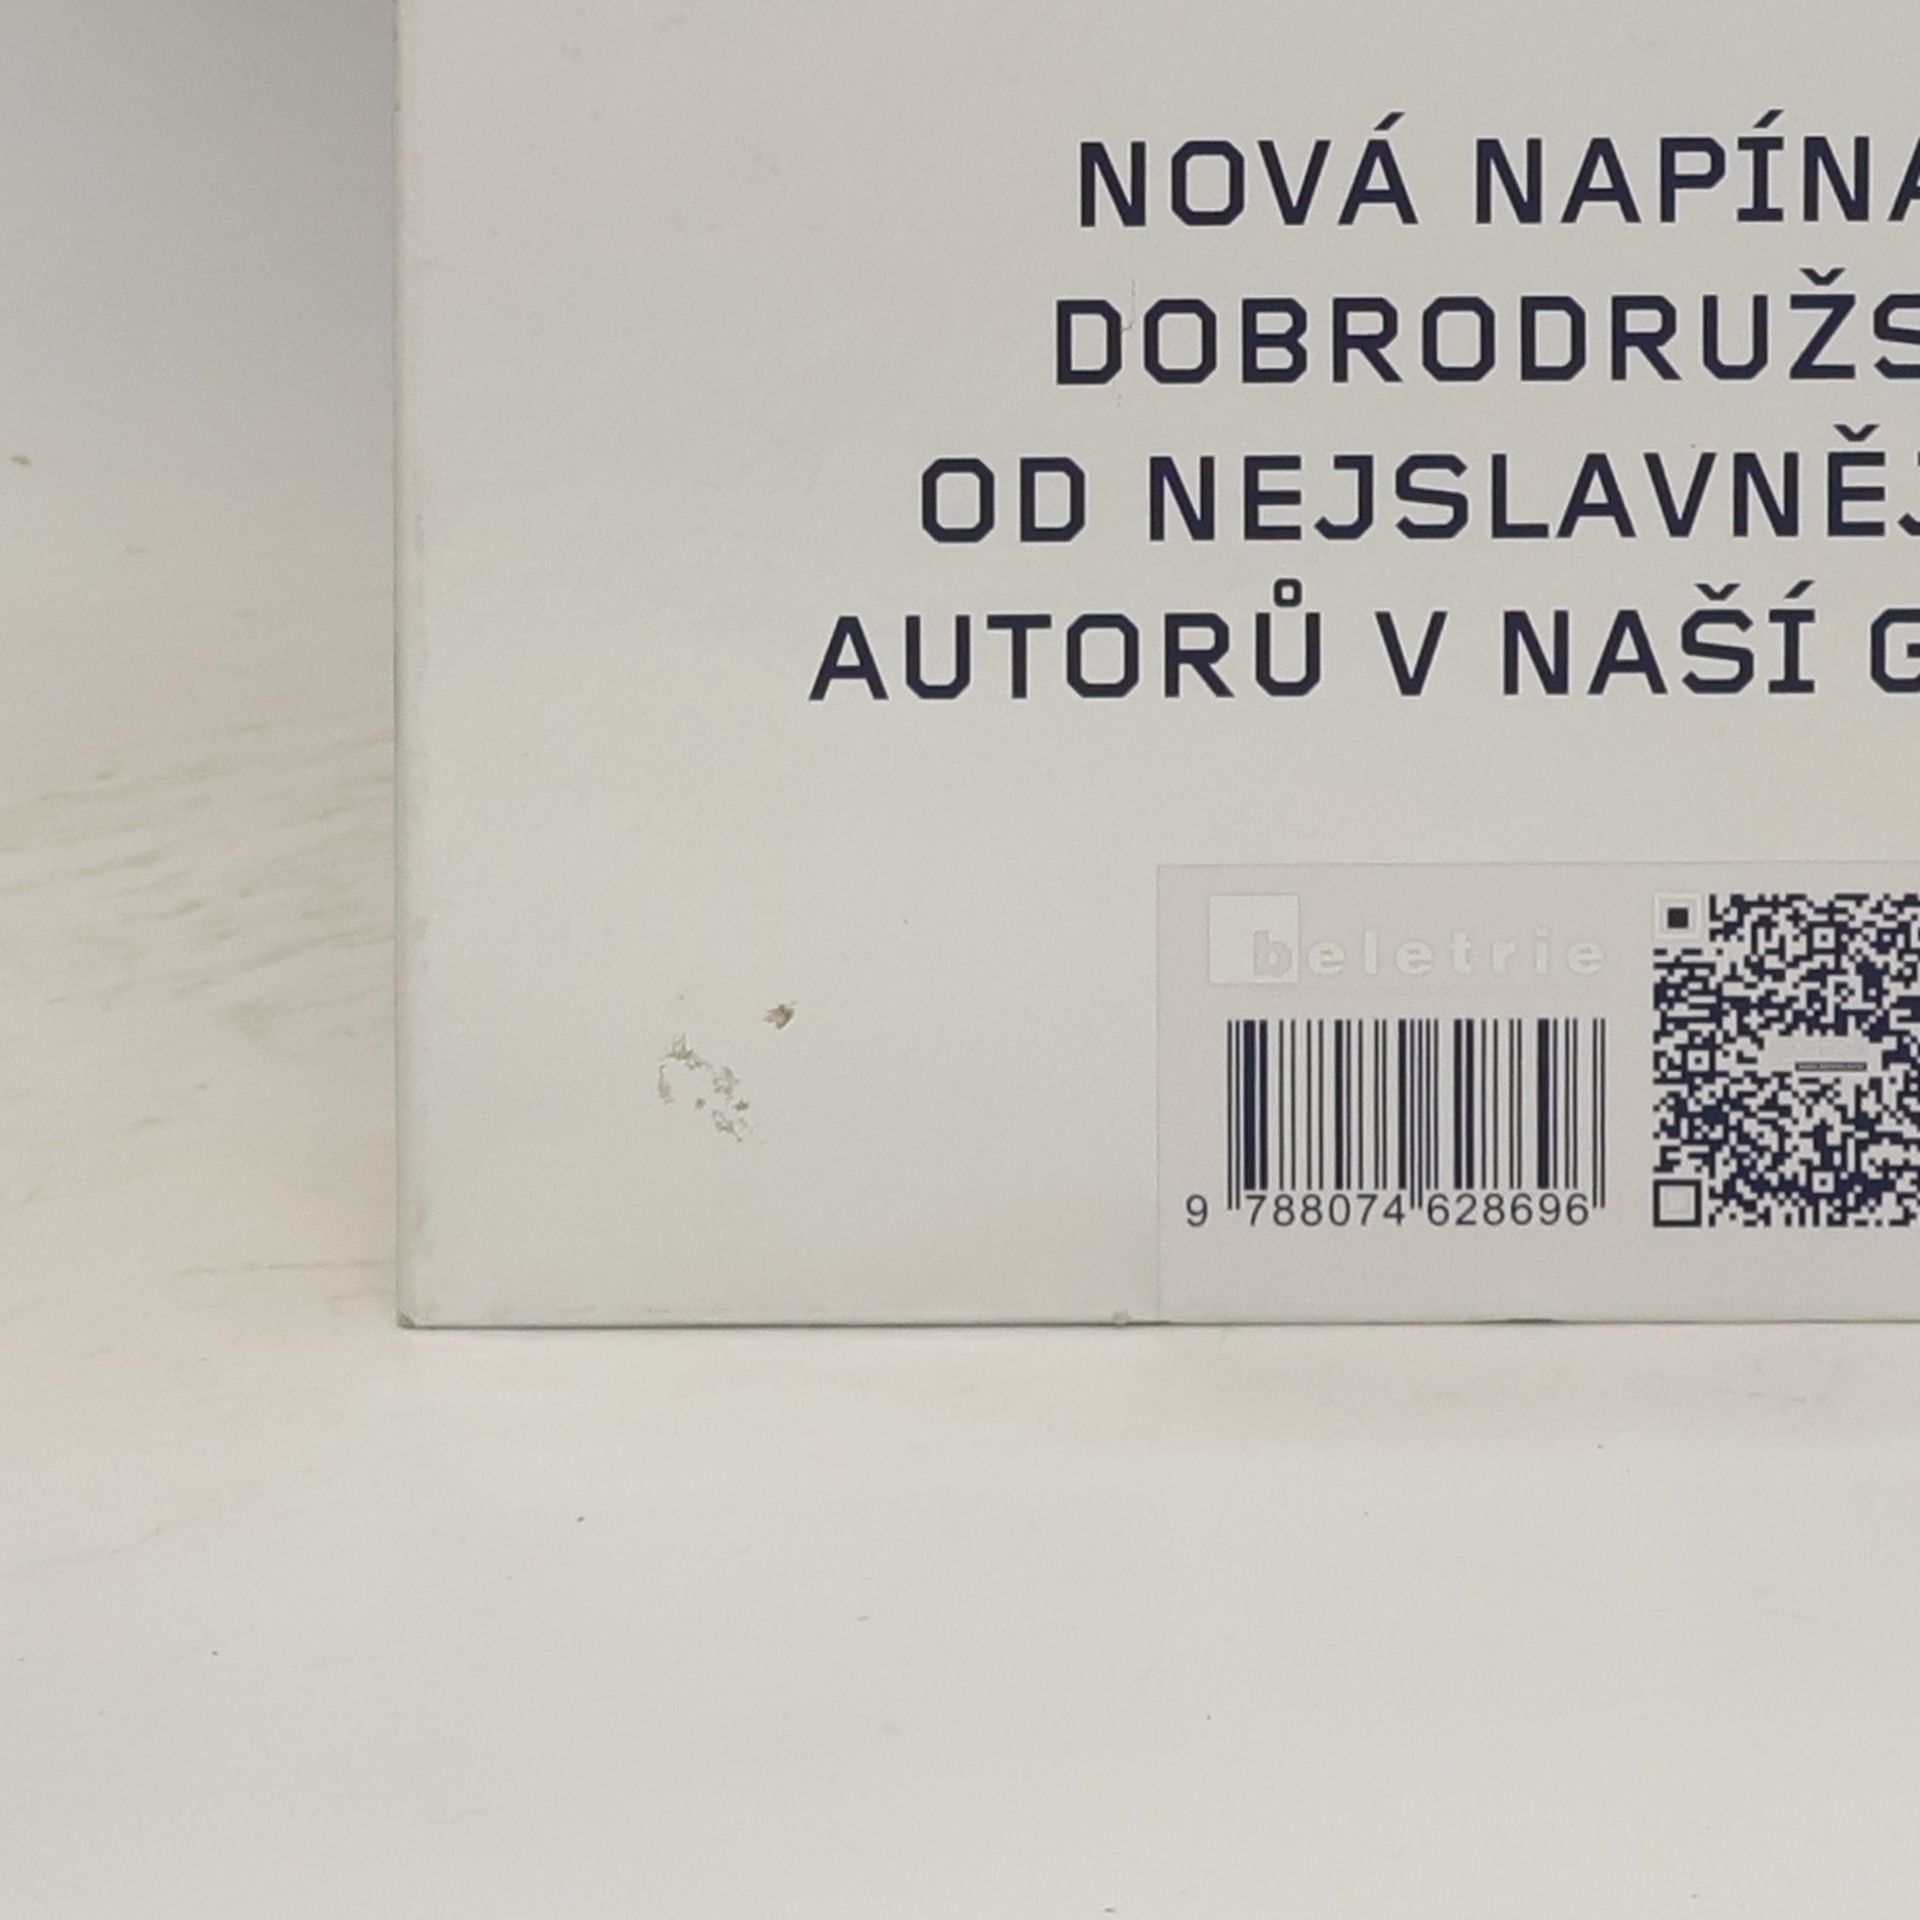 NOVÁ NAPÍNA
DOBRODRUŽS
OD NEJSLAVNĚJ
AUTORŮ V NAŠÍ G
beletrie
9 788074 628696